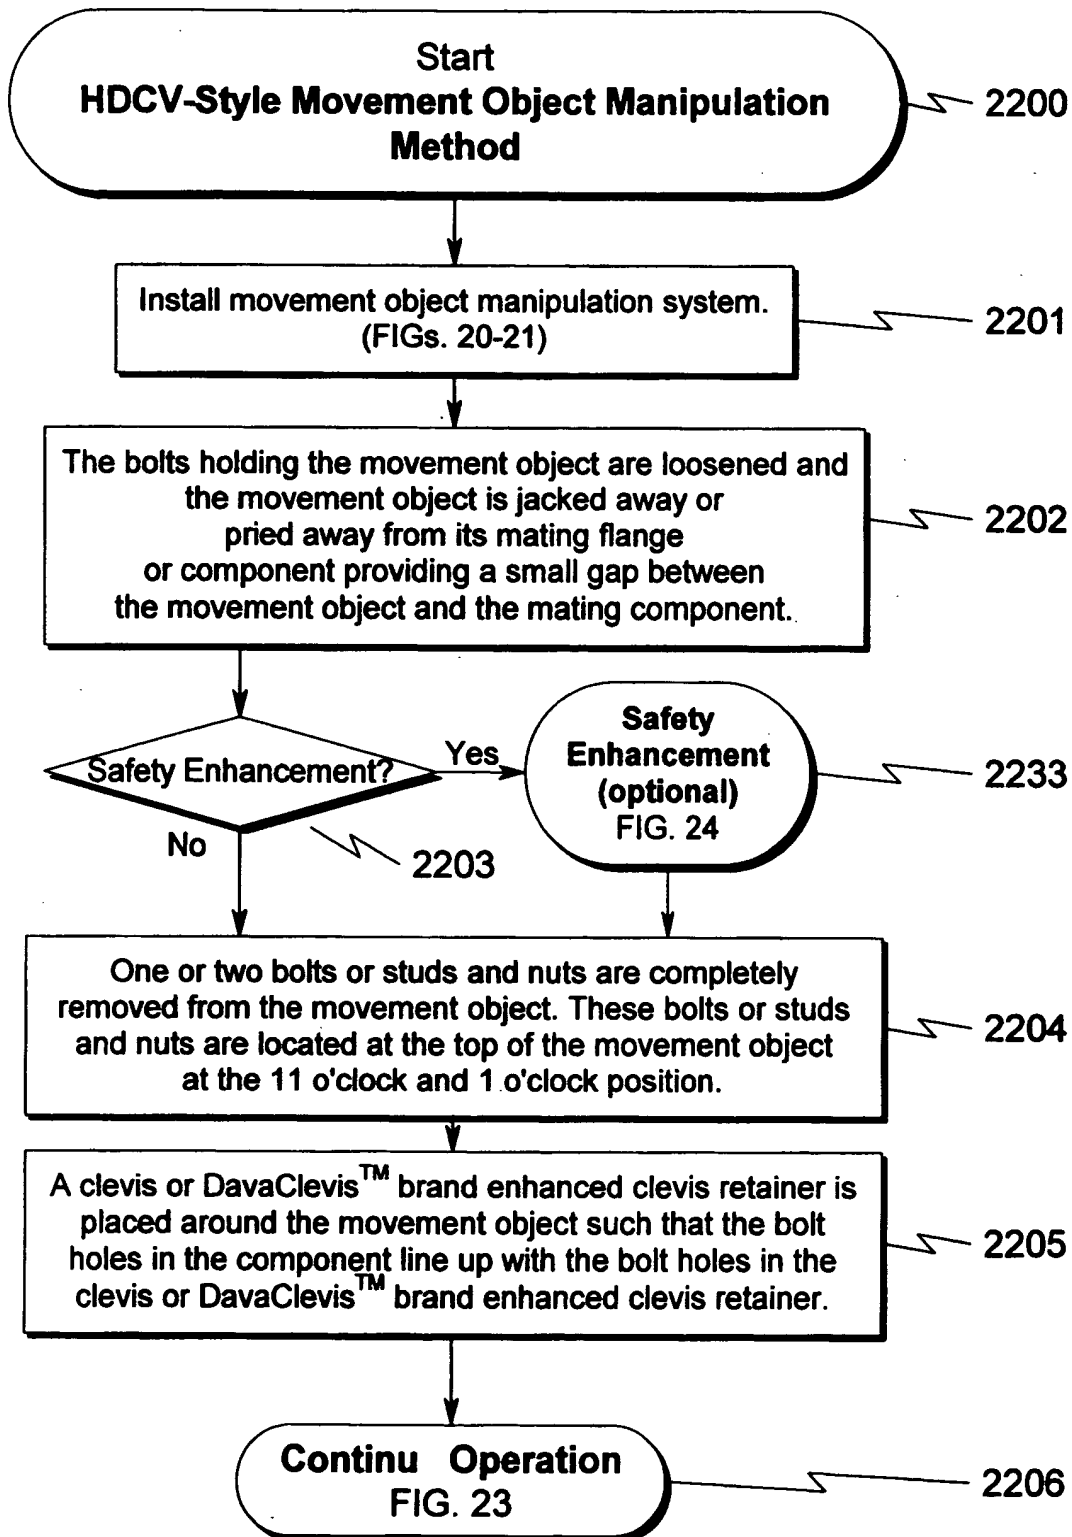 Start
HDCV-Style Movement Object Manipulation
Method
2200
Install movement object manipulation system.
(FIGs. 20-21)
2201
The bolts holding the movement object are loosened and
the movement object is jacked away or
pried away from its mating flange
or component providing a small gap between
the movement object and the mating component.
2202
Safety Enhancement?
Yes
No
2203
Safety
Enhancement
(optional)
FIG. 24
2233
One or two bolts or studs and nuts are completely
removed from the movement object. These bolts or studs
and nuts are located at the top of the movement object
at the 11 o'clock and 1 o'clock position.
2204
A clevis or DavaClevis™ brand enhanced clevis retainer is
placed around the movement object such that the bolt
holes in the component line up with the bolt holes in the
clevis or DavaClevis™ brand enhanced clevis retainer.
2205
Continu Operation
FIG. 23
2206